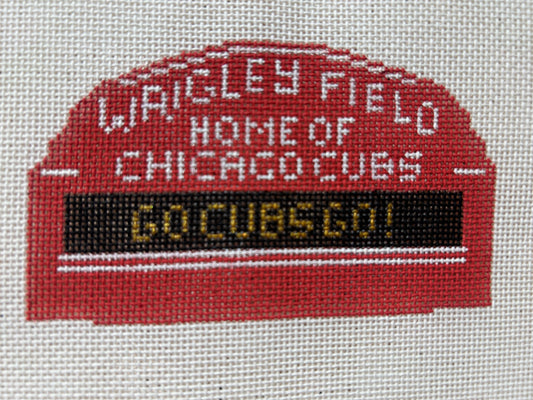 WRIGLEY FIELD
HOME OF
CHICAGO CUBS
GO CUBS GO!